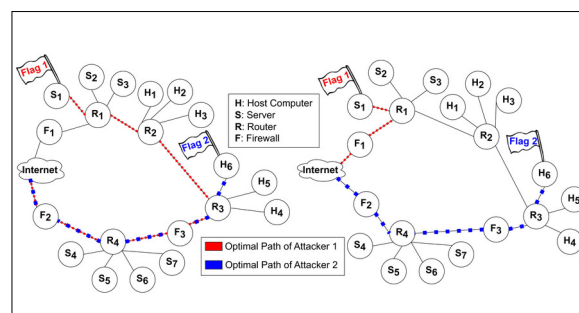 Flag 1
S1
S2
S3
R1
H1
H2
H3
R2
F1
Flag 2
H6
Internet
H5
R3
H4
F2
R4
F3
S4
S5
S6
S7
H: Host Computer
S: Server
R: Router
F: Firewall
Optimal Path of Attacker 1
Optimal Path of Attacker 2
Flag 1
S1
S2
S3
R1
H2
H1
H3
R2
F1
Flag 2
H6
Internet
H5
R3
H4
F2
R4
F3
S4
S5
S6
S7